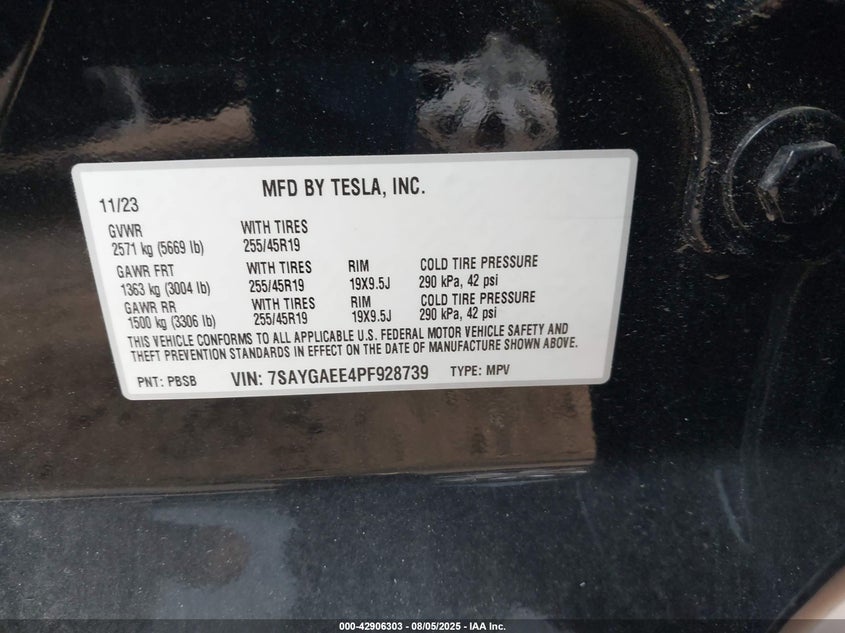 MFD BY TESLA, INC.
11/23
GVWR WITH TIRES
2571 kg (5669 lb) 255/45R19
GAWR FRT WITH TIRES RIM COLD TIRE PRESSURE
1363 kg (3004 lb) 255/45R19 19X9.5J 290 kPa, 42 psi
GAWR RR WITH TIRES RIM COLD TIRE PRESSURE
1500 kg (3306 lb) 255/45R19 19X9.5J 290 kPa, 42 psi
THIS VEHICLE CONFORMS TO ALL APPLICABLE U.S. FEDERAL MOTOR VEHICLE SAFETY AND
THEFT PREVENTION STANDARDS IN EFFECT ON THE DATE OF MANUFACTURE SHOWN ABOVE.
PNT: PBSB VIN: 7SAYGAEE4PF928739 TYPE: MPV
000-42906303 - 08/05/2025 - IAA Inc.